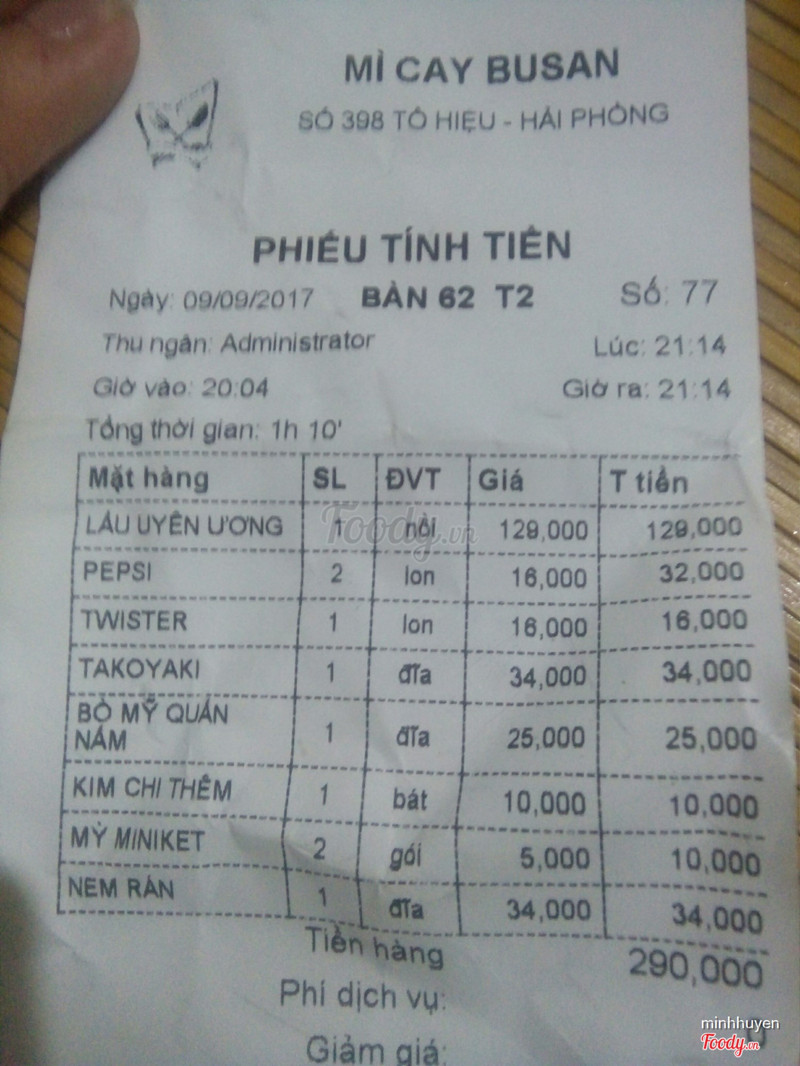 MÌ CAY BUSAN
SỐ 398 TÔ HIỆU - HẢI PHÒNG
PHIẾU TÍNH TIỀN
Ngày: 09/09/2017 BÀN 62 T2 Số: 77
Thu ngân: Administrator Lúc: 21:14
Giờ vào: 20:04 Giờ ra: 21:14
Tổng thời gian: 1h 10'
Mặt hàng SL ĐVT Giá T tiền
LẨU UYÊN ƯƠNG 1 nồi 129,000 129,000
PEPSI 2 lon 16,000 32,000
TWISTER 1 lon 16,000 16,000
TAKOYAKI 1 đĩa 34,000 34,000
BÒ MỸ QUẤN
NẤM 1 đĩa 25,000 25,000
KIM CHI THÊM 1 bát 10,000 10,000
MỲ MINIKET 2 gói 5,000 10,000
NEM RÁN 1 đĩa 34,000 34,000
Tiền hàng 290,000
Phí dịch vụ:
Giảm giá: 0
Foody.vn
minhhuyen
Foody.vn